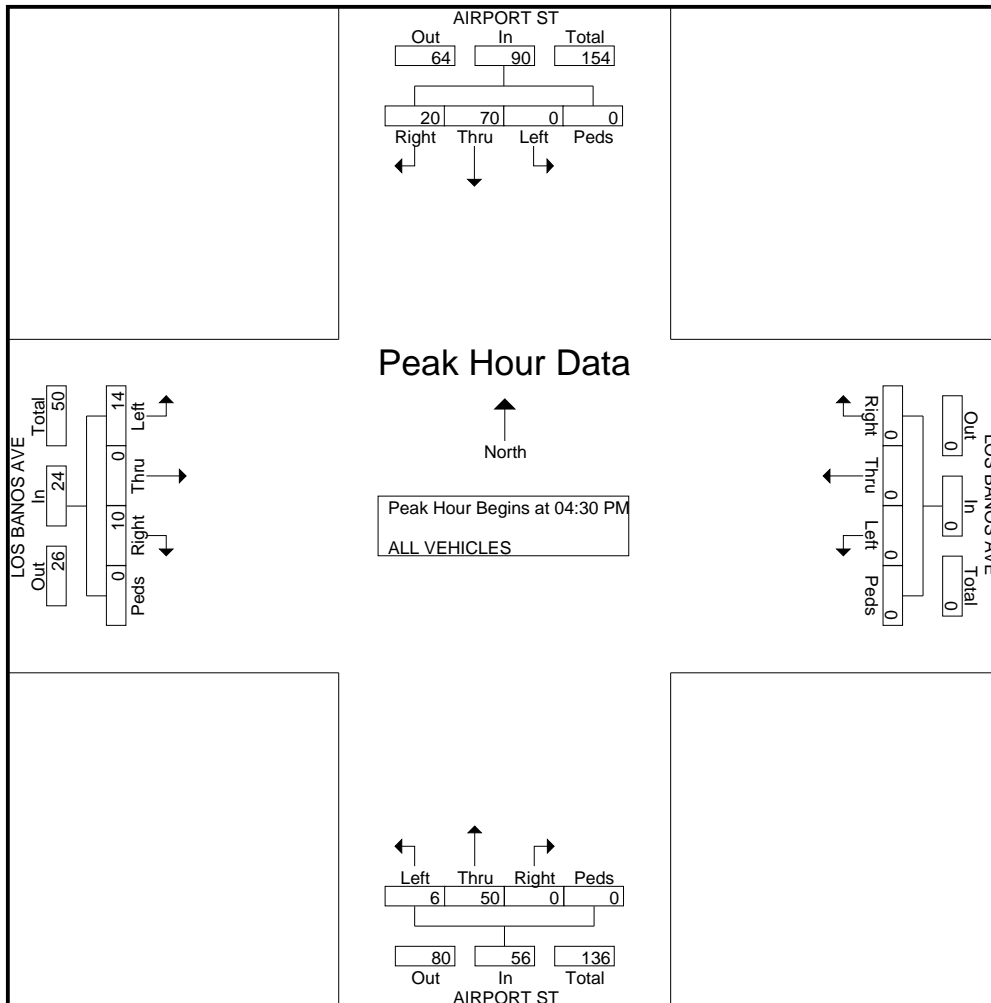 AIRPORT ST
Out In Total
64 90 154
20 70 0 0
Right Thru Left Peds
Peak Hour Data
North
Peak Hour Begins at 04:30 PM
ALL VEHICLES
LOS BANOS AVE
Out In Total
26 24 50
Left Thru Right Peds
14 0 10 0
Right Thru Left Peds
0 0 0 0
Out In Total
0 0 0
LOS BANOS AVE
Left Thru Right Peds
6 50 0 0
80 56 136
Out In Total
AIRPORT ST